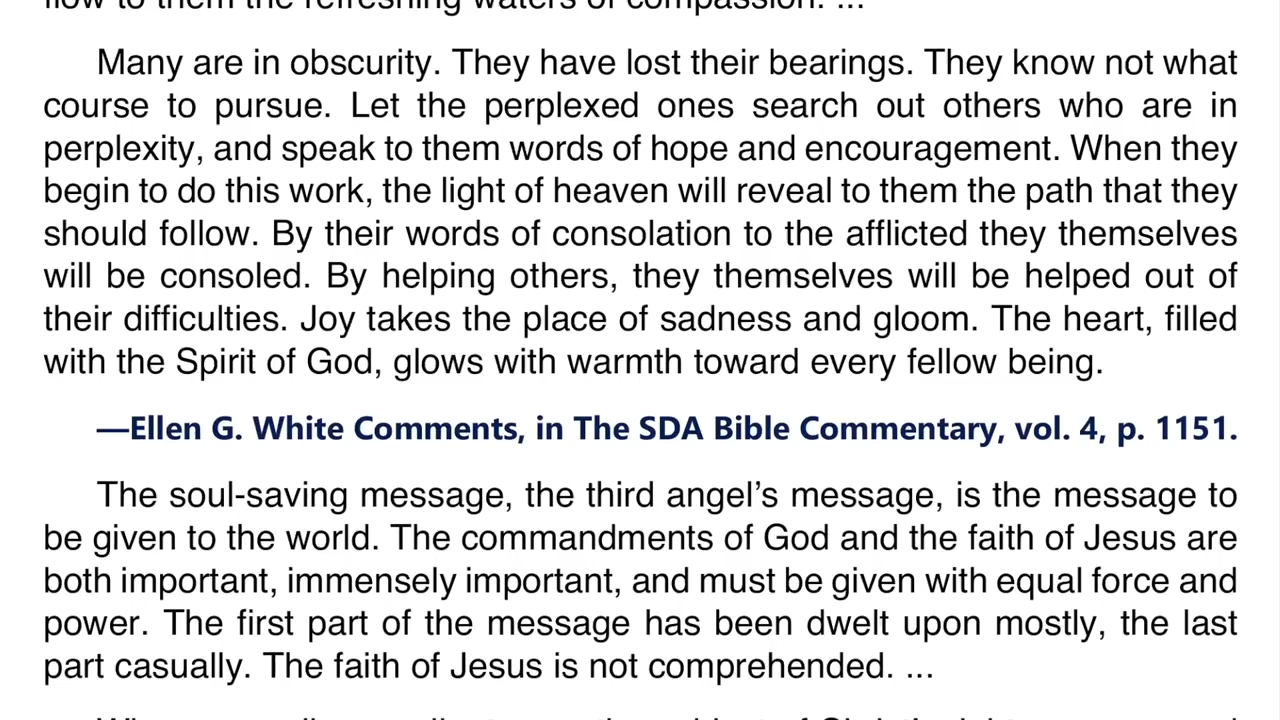 flow to them the refreshing waters of compassion. ...
Many are in obscurity. They have lost their bearings. They know not what
course to pursue. Let the perplexed ones search out others who are in
perplexity, and speak to them words of hope and encouragement. When they
begin to do this work, the light of heaven will reveal to them the path that they
should follow. By their words of consolation to the afflicted they themselves
will be consoled. By helping others, they themselves will be helped out of
their difficulties. Joy takes the place of sadness and gloom. The heart, filled
with the Spirit of God, glows with warmth toward every fellow being.
—Ellen G. White Comments, in The SDA Bible Commentary, vol. 4, p. 1151.
The soul-saving message, the third angel’s message, is the message to
be given to the world. The commandments of God and the faith of Jesus are
both important, immensely important, and must be given with equal force and
power. The first part of the message has been dwelt upon mostly, the last
part casually. The faith of Jesus is not comprehended. ...